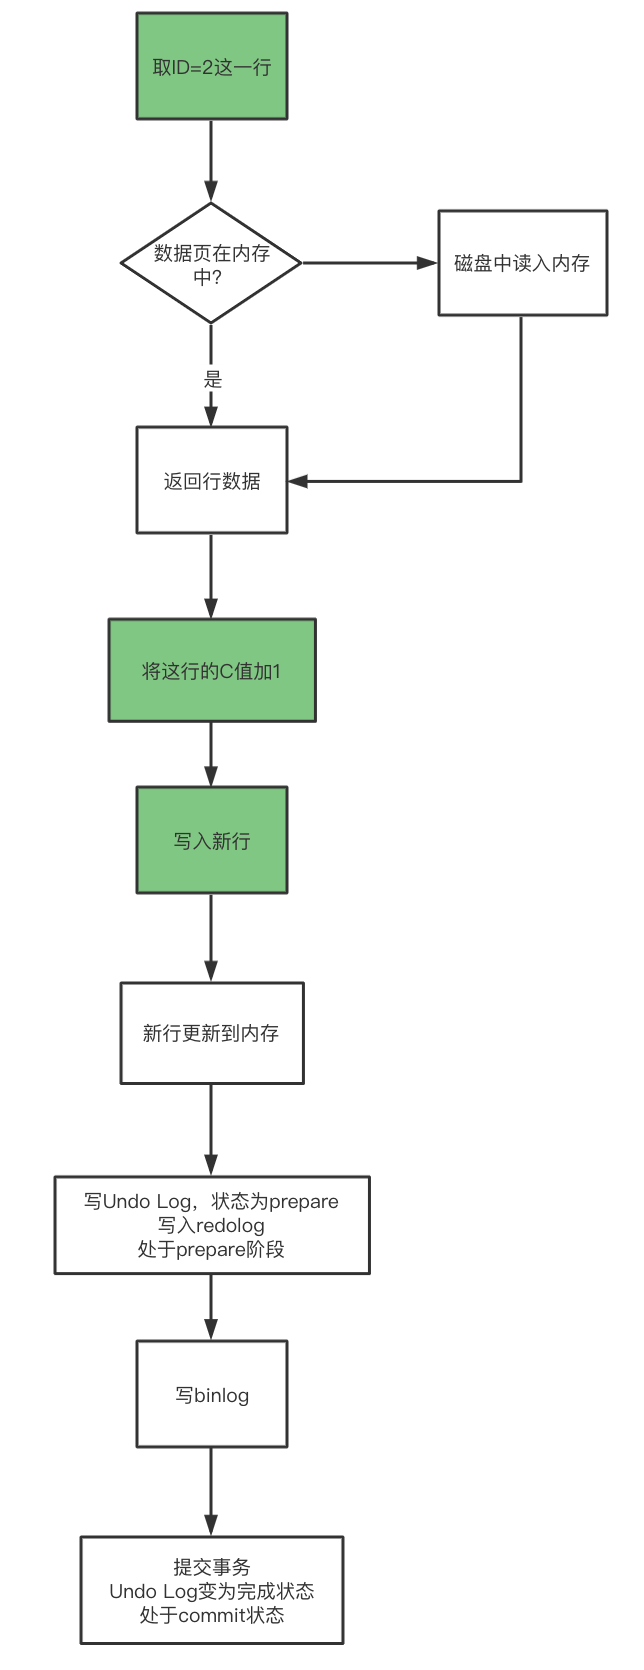 取ID=2这一行
数据页在内存
中?
磁盘中读入内存
是
返回行数据
将这行的C值加1
写入新行
新行更新到内存
写Undo Log，状态为prepare
写入redolog
处于prepare阶段
写binlog
提交事务
Undo Log变为完成状态
处于commit状态